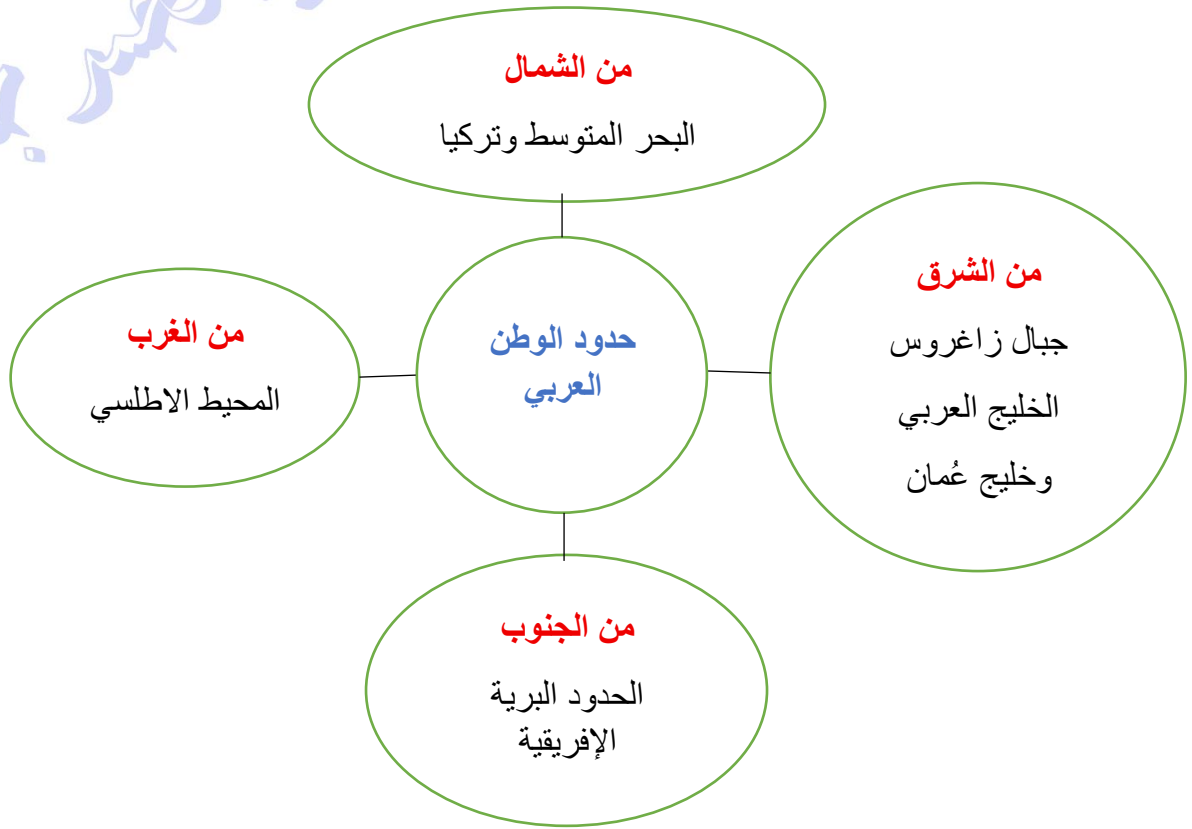 من الشمال
البحر المتوسط وتركيا
من الشرق
جبال زاغروس
الخليج العربي
وخليج عُمان
حدود الوطن
العربي
من الغرب
المحيط الاطلسي
من الجنوب
الحدود البرية
الإفريقية